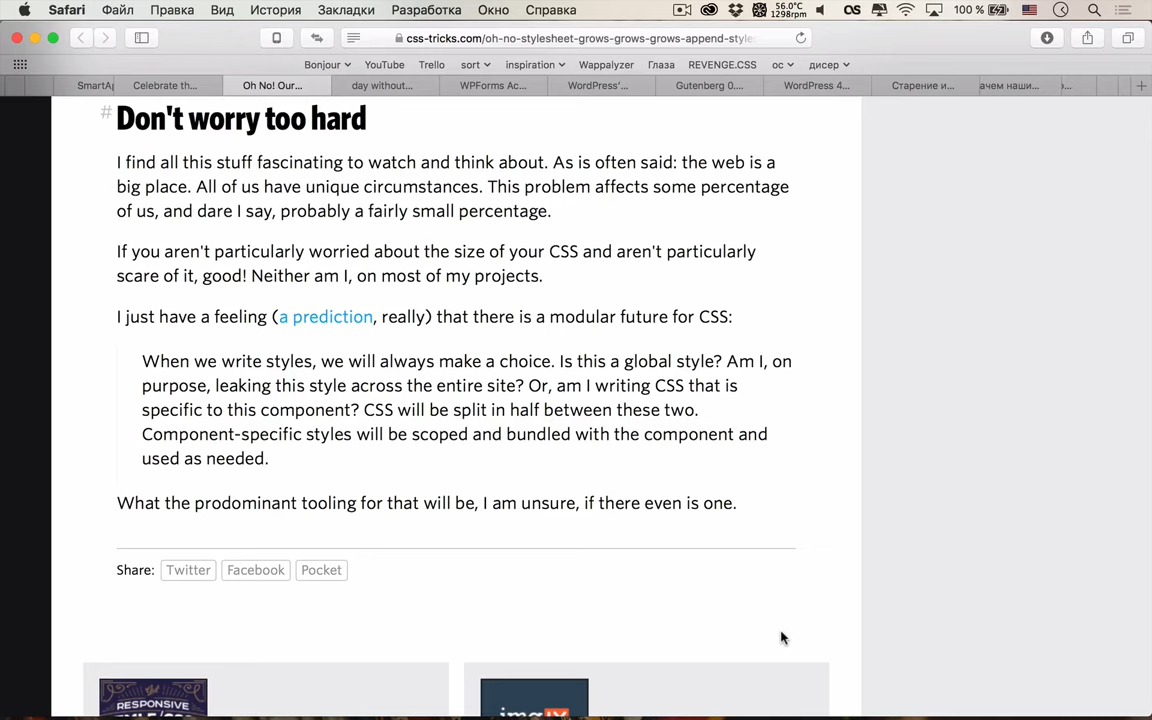 Safari Файл Правка Вид История Закладки Разработка Окно Справка 56.0°C 1298rpm 100 %
css-tricks.com/oh-no-stylesheet-grows-grows-grows-append-style
Bonjour YouTube Trello sort inspiration Wappalyzer Глаза REVENGE.CSS ос дисер
SmartA Celebrate th... Oh No! Our... day without... WPForms Ac... WordPress'... Gutenberg 0.... WordPress 4... Старение и... ачем наши...
# Don't worry too hard
I find all this stuff fascinating to watch and think about. As is often said: the web is a
big place. All of us have unique circumstances. This problem affects some percentage
of us, and dare I say, probably a fairly small percentage.
If you aren't particularly worried about the size of your CSS and aren't particularly
scare of it, good! Neither am I, on most of my projects.
I just have a feeling (a prediction, really) that there is a modular future for CSS:
When we write styles, we will always make a choice. Is this a global style? Am I, on
purpose, leaking this style across the entire site? Or, am I writing CSS that is
specific to this component? CSS will be split in half between these two.
Component-specific styles will be scoped and bundled with the component and
used as needed.
What the prodominant tooling for that will be, I am unsure, if there even is one.
Share: Twitter Facebook Pocket
RESPONSIVE